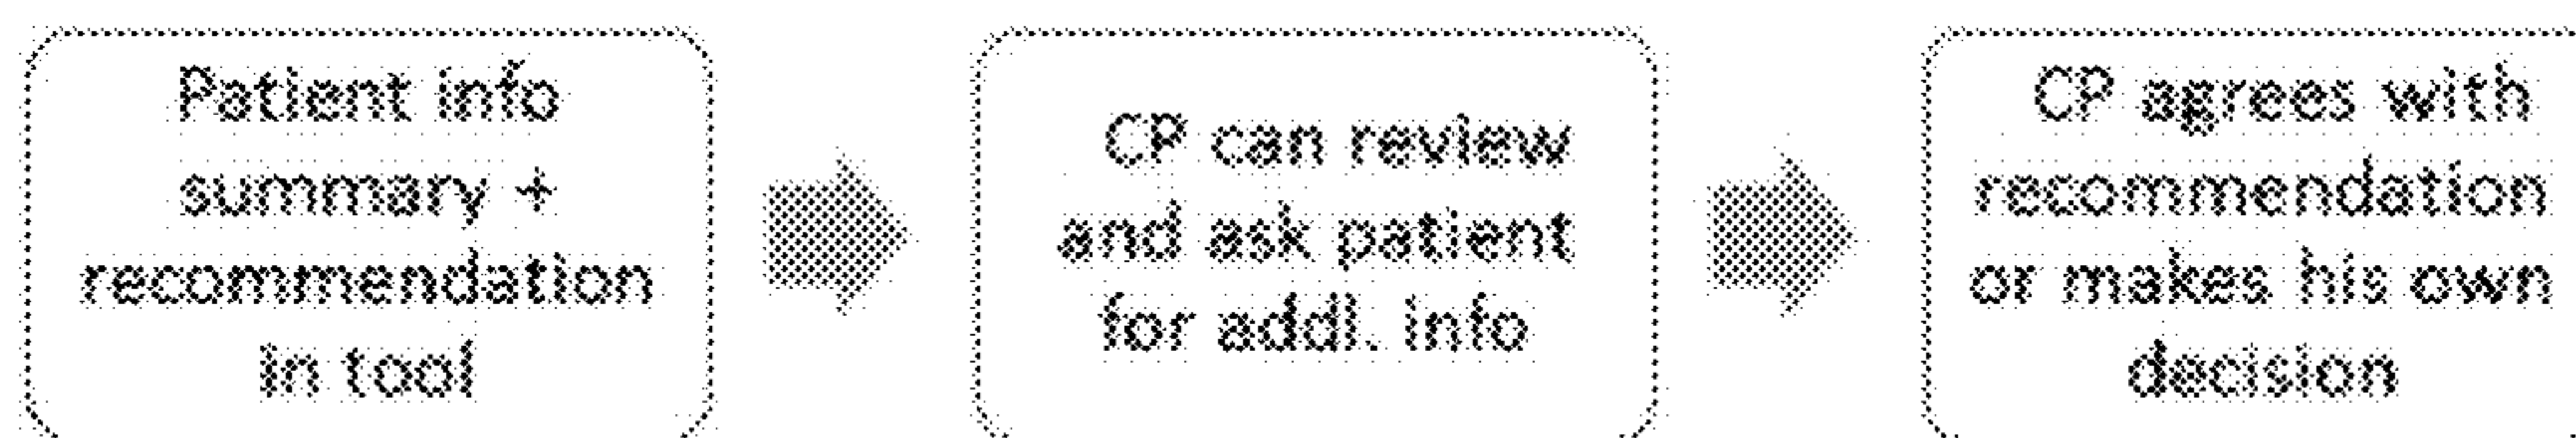 Patient info
summary +
recommendation
in tool
CP can review
and ask patient
for addl. info
CP agrees with
recommendation
or makes his own
decision